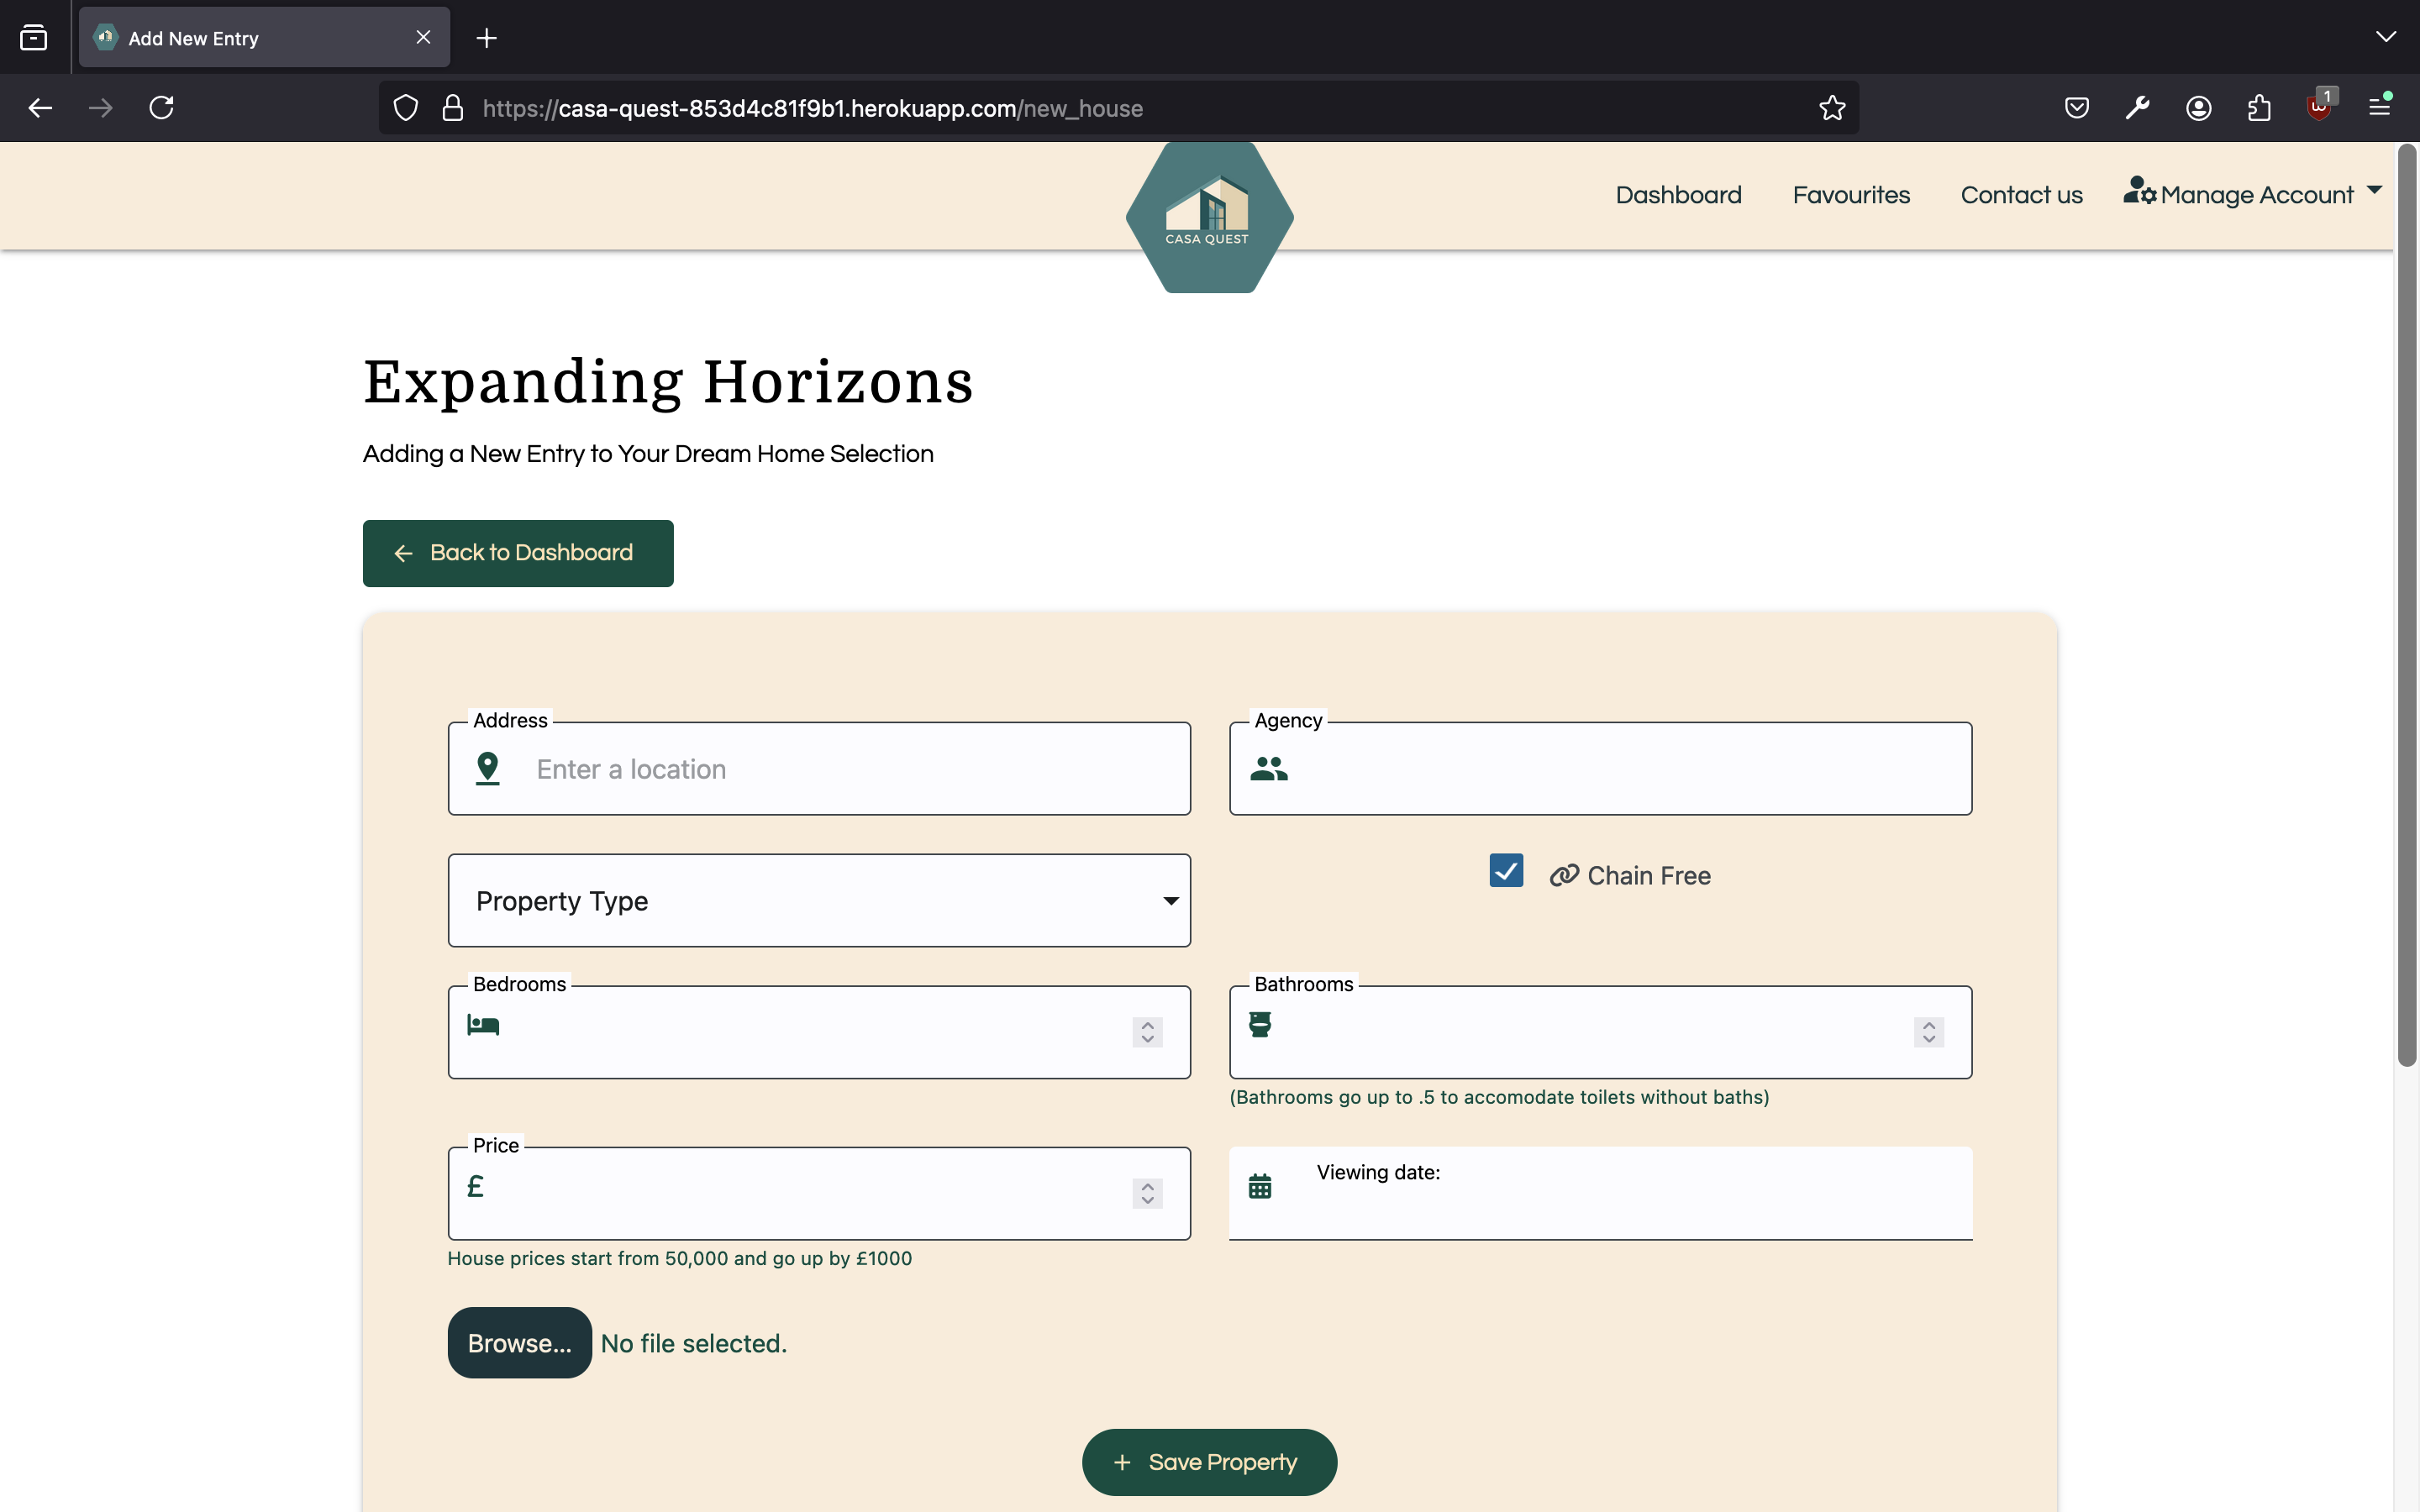 Add New Entry
https://casa-quest-853d4c81f9b1.herokuapp.com/new_house
1
CASA QUEST
Dashboard
Favourites
Contact us
Manage Account
Expanding Horizons
Adding a New Entry to Your Dream Home Selection
Back to Dashboard
Address
Enter a location
Agency
Property Type
Chain Free
Bedrooms
Bathrooms
(Bathrooms go up to .5 to accomodate toilets without baths)
Price
£
Viewing date:
House prices start from 50,000 and go up by £1000
Browse...
No file selected.
+ Save Property